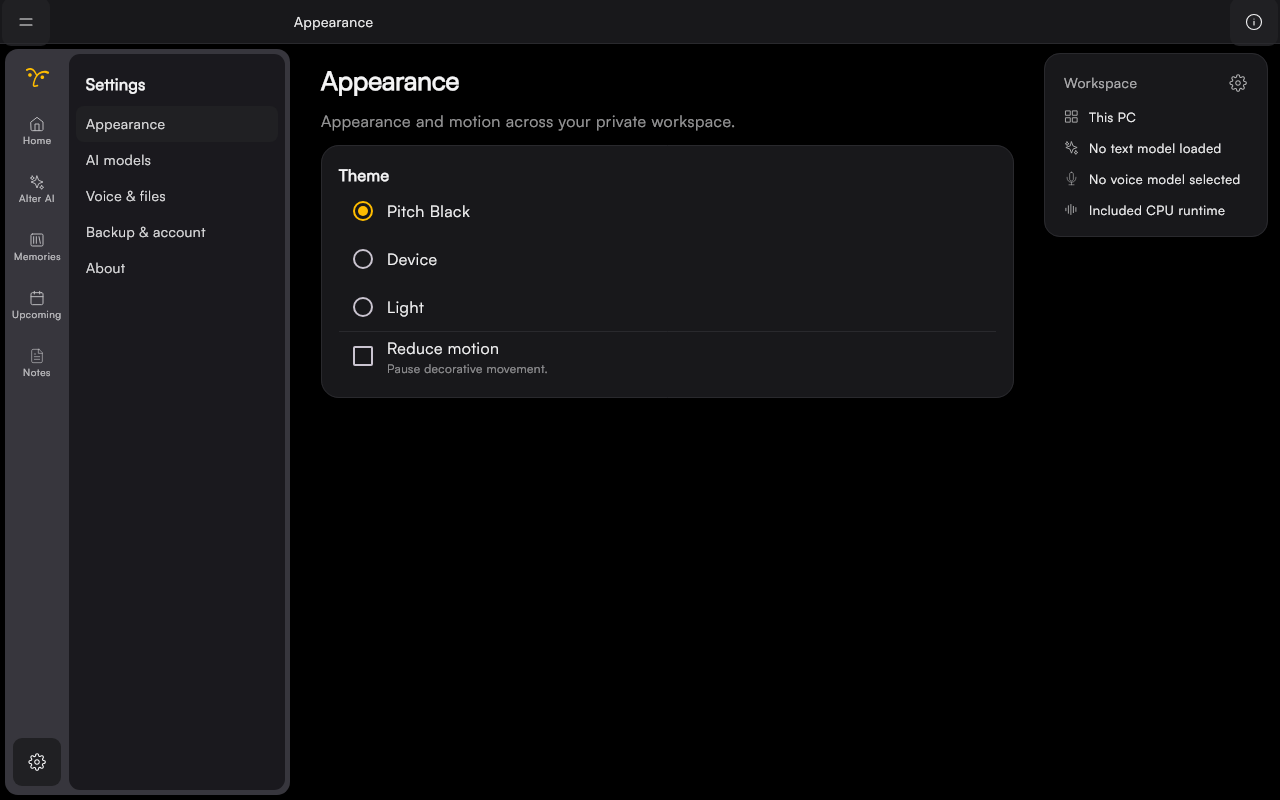 Appearance
Home
Alter AI
Memories
Upcoming
Notes
Settings
Appearance
AI models
Voice & files
Backup & account
About
Appearance
Appearance and motion across your private workspace.
Theme
Pitch Black
Device
Light
Reduce motion
Pause decorative movement.
Workspace
This PC
No text model loaded
No voice model selected
Included CPU runtime